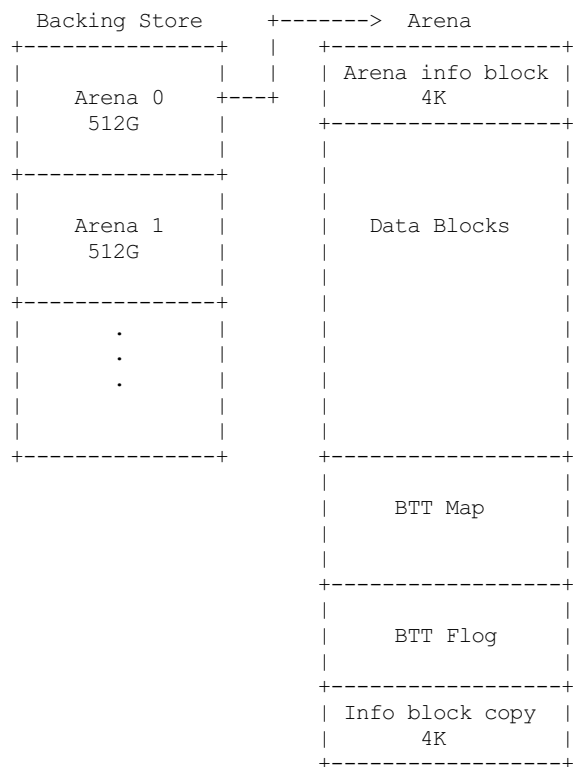 Backing Store     +-------> Arena
+---------------+   |   +------------------+
|               |   |   | Arena info block |
|    Arena 0    +---+   |       4K         |
|     512G      |       +------------------+
|               |       |                  |
+---------------+       |                  |
|               |       |                  |
|    Arena 1    |       |   Data Blocks    |
|     512G      |       |                  |
|               |       |                  |
+---------------+       |                  |
|       .       |       |                  |
|       .       |       |                  |
|       .       |       |                  |
|               |       |                  |
|               |       |                  |
+---------------+       +------------------+
                        |                  |
                        |     BTT Map      |
                        |                  |
                        |                  |
                        +------------------+
                        |                  |
                        |     BTT Flog     |
                        |                  |
                        +------------------+
                        | Info block copy  |
                        |       4K         |
                        +------------------+